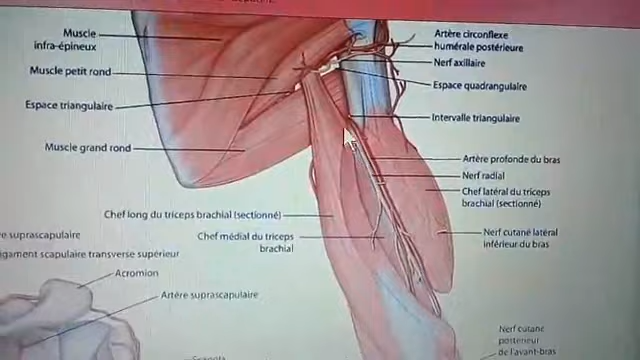 Muscle
infra-épineux
Muscle petit rond
Espace triangulaire
Muscle grand rond
Chef long du triceps brachial (sectionné)
Chef médial du triceps
brachial
Artère circonflexe
humérale postérieure
Nerf axillaire
Espace quadrangulaire
Intervalle triangulaire
Artère profonde du bras
Nerf radial
Chef latéral du triceps
brachial (sectionné)
Nerf cutané latéral
inférieur du bras
suprascapulaire
ligament scapulaire transverse supérieur
Acromion
Artère suprascapulaire
Nerf cutané
postérieur
de l'avant-bras